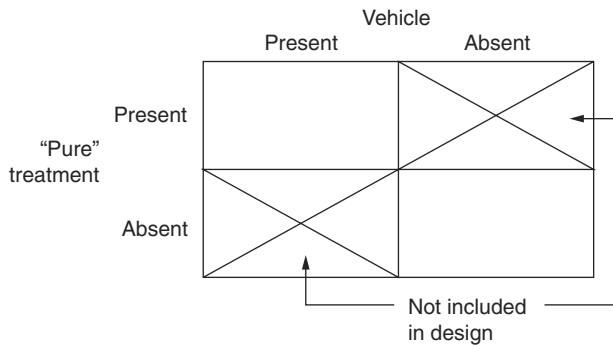 Vehicle
Present Absent
Present
“Pure”
treatment
Absent
Not included
in design